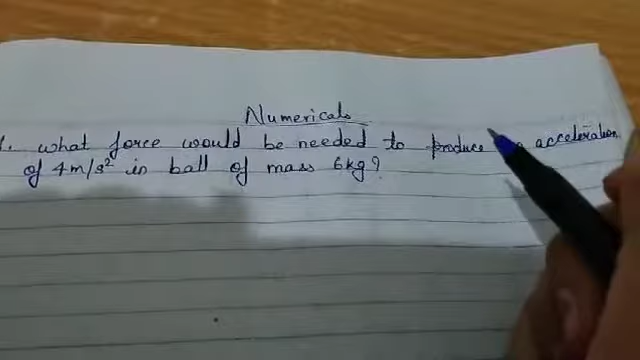 Numericals
1. what force would be needed to produce acceleration
of 4m/s² in ball of mass 6kg?